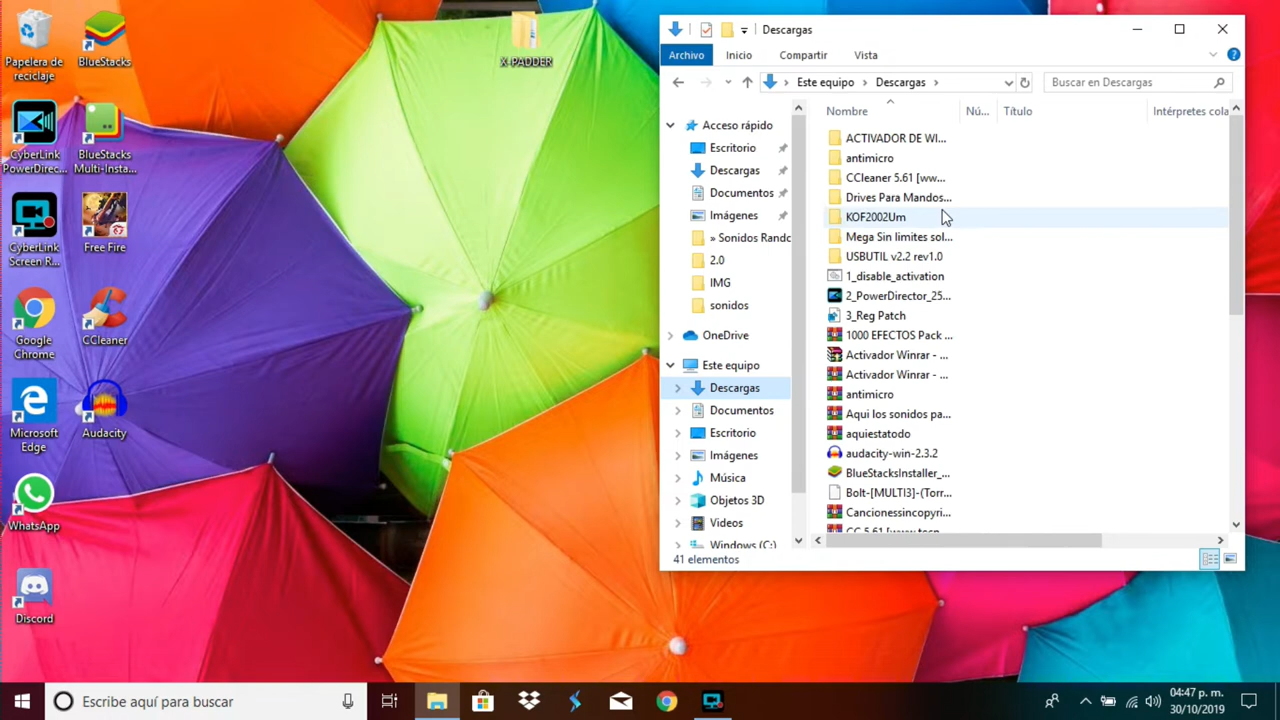 Papelera de
reciclaje
BlueStacks
X-PADDER
CyberLink
PowerDirec...
BlueStacks
Multi-Insta...
CyberLink
Screen R...
Free Fire
Google
Chrome
CCleaner
Microsoft
Edge
Audacity
WhatsApp
Discord
Descargas
Archivo
Inicio
Compartir
Vista
Este equipo
Descargas
Buscar en Descargas
Acceso rápido
Escritorio
Descargas
Documentos
Imágenes
» Sonidos Rando
2.0
IMG
sonidos
OneDrive
Este equipo
Descargas
Documentos
Escritorio
Imágenes
Música
Objetos 3D
Videos
Windows (C:)
Nombre
Nú...
Título
Intérpretes cola
ACTIVADOR DE WI...
antimicro
CCleaner 5.61 [ww...
Drives Para Mandos...
KOF2002Um
Mega Sin limites sol...
USBUTIL v2.2 rev1.0
1_disable_activation
2_PowerDirector_25...
3_Reg Patch
1000 EFECTOS Pack ...
Activador Winrar - ...
Activador Winrar - ...
antimicro
Aqui los sonidos pa...
aquiestatodo
audacity-win-2.3.2
BlueStacksInstaller_...
Bolt-[MULTI3]-(Torr...
Cancionessincopyri...
41 elementos
Escribe aquí para buscar
04:47 p. m.
30/10/2019